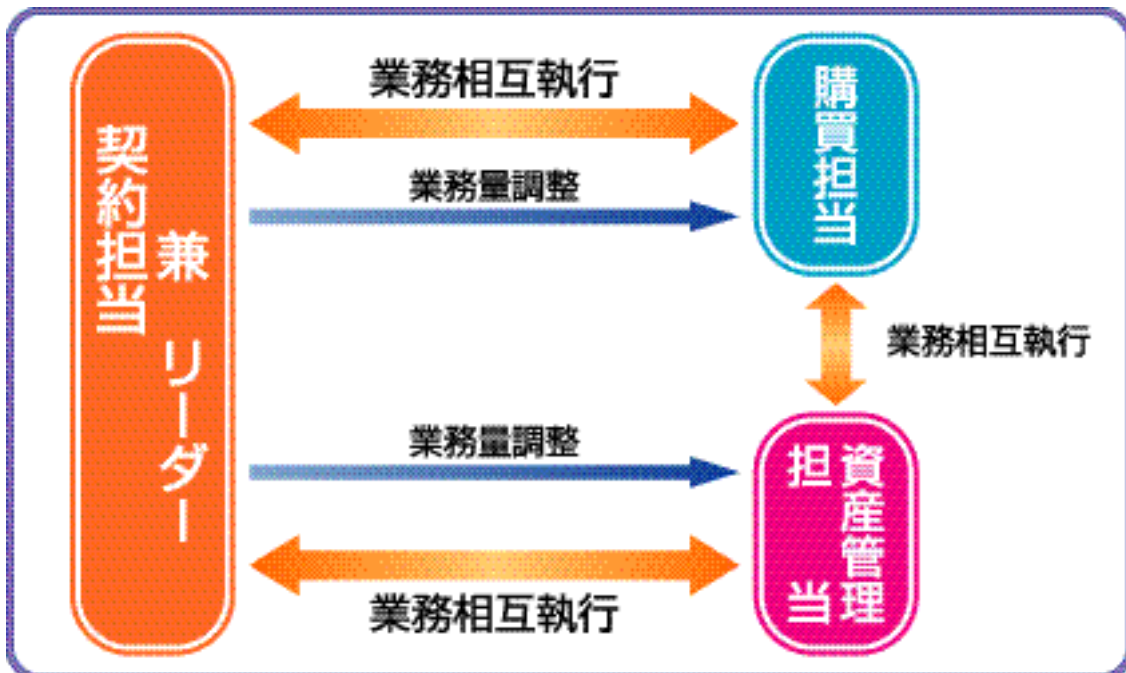 契約担当
兼 リーダー
業務相互執行
業務量調整
購買担当
業務相互執行
業務量調整
業務相互執行
資産管理
担当